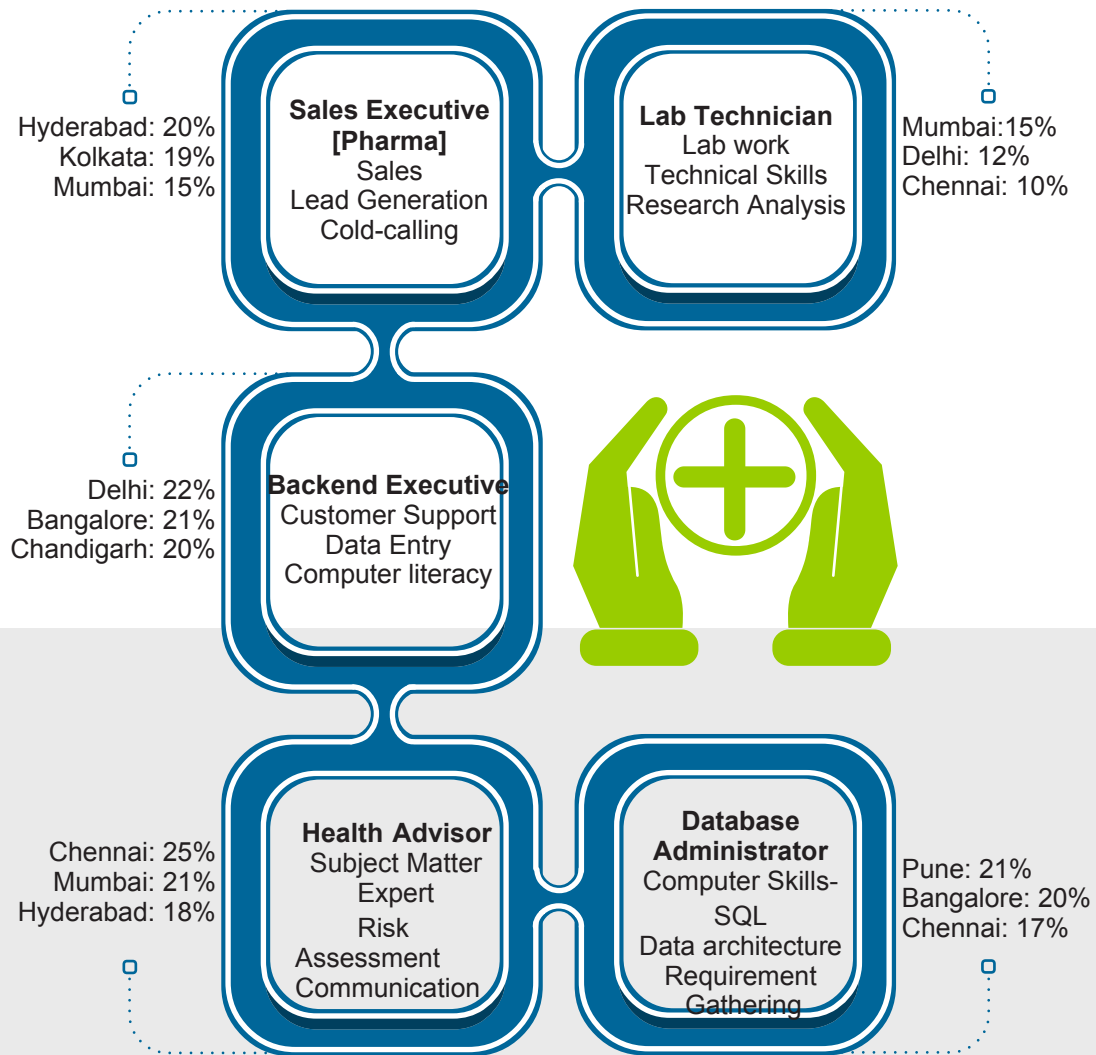 Hyderabad: 20%
Kolkata: 19%
Mumbai: 15%
Sales Executive
[Pharma]
Sales
Lead Generation
Cold-calling
Lab Technician
Lab work
Technical Skills
Research Analysis
Mumbai:15%
Delhi: 12%
Chennai: 10%
Delhi: 22%
Bangalore: 21%
Chandigarh: 20%
Backend Executive
Customer Support
Data Entry
Computer literacy
Chennai: 25%
Mumbai: 21%
Hyderabad: 18%
Health Advisor
Subject Matter
Expert
Risk
Assessment
Communication
Database
Administrator
Computer Skills-
SQL
Data architecture
Requirement
Gathering
Pune: 21%
Bangalore: 20%
Chennai: 17%